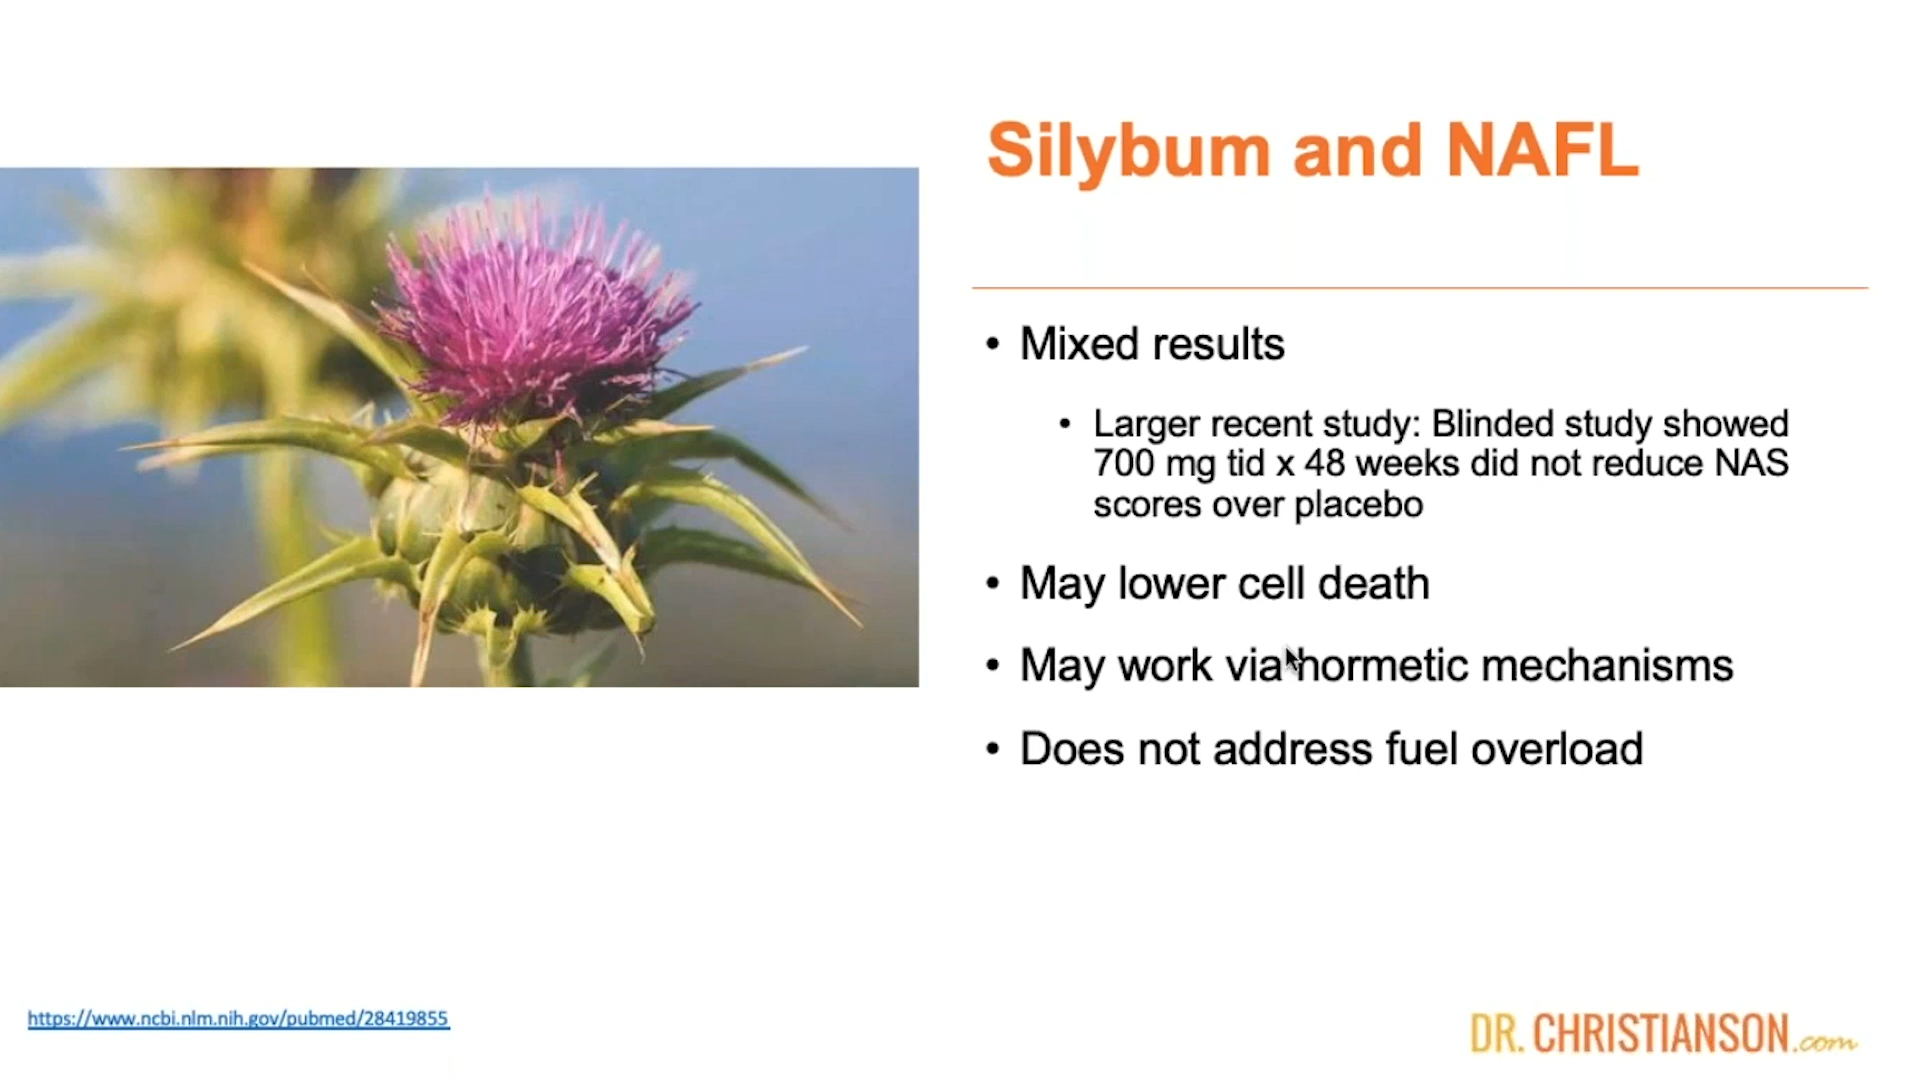 Silybum and NAFL
• Mixed results
• Larger recent study: Blinded study showed
700 mg tid x 48 weeks did not reduce NAS
scores over placebo
• May lower cell death
• May work via hormetic mechanisms
• Does not address fuel overload
https://www.ncbi.nlm.nih.gov/pubmed/28419855
DR. CHRISTIANSON.com